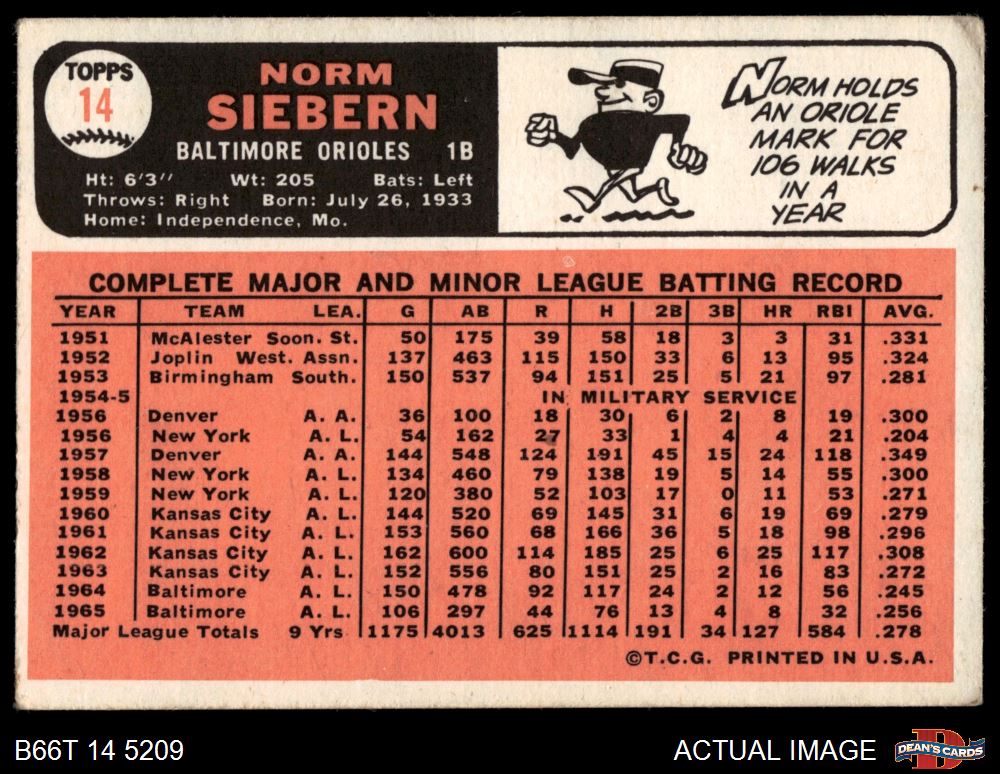 TOPPS
14
NORM
SIEBERN
BALTIMORE ORIOLES 1B
Ht: 6'3" Wt: 205 Bats: Left
Throws: Right Born: July 26, 1933
Home: Independence, Mo.
NORM HOLDS
AN ORIOLE
MARK FOR
106 WALKS
IN A
YEAR
COMPLETE MAJOR AND MINOR LEAGUE BATTING RECORD
YEAR TEAM LEA. G AB R H 2B 3B HR RBI AVG.
1951 McAlester Soon. St. 50 175 39 58 18 3 3 31 .331
1952 Joplin West. Assn. 137 463 115 150 33 6 13 95 .324
1953 Birmingham South. 150 537 94 151 25 5 21 97 .281
1954-5 IN MILITARY SERVICE
1956 Denver A. A. 36 100 18 30 6 2 8 19 .300
1956 New York A. L. 54 162 27 33 1 4 4 21 .204
1957 Denver A. A. 144 548 124 191 45 15 24 118 .349
1958 New York A. L. 134 460 79 138 19 5 14 55 .300
1959 New York A. L. 120 380 52 103 17 0 11 53 .271
1960 Kansas City A. L. 144 520 69 145 31 6 19 69 .279
1961 Kansas City A. L. 153 560 68 166 36 5 18 98 .296
1962 Kansas City A. L. 162 600 114 185 25 6 25 117 .308
1963 Kansas City A. L. 152 556 80 151 25 2 16 83 .272
1964 Baltimore A. L. 150 478 92 117 24 2 12 56 .245
1965 Baltimore A. L. 106 297 44 76 13 4 8 32 .256
Major League Totals 9 Yrs 1175 4013 625 1114 191 34 127 584 .278
©T.C.G. PRINTED IN U.S.A.
B66T 14 5209
ACTUAL IMAGE
DEAN'S CARDS